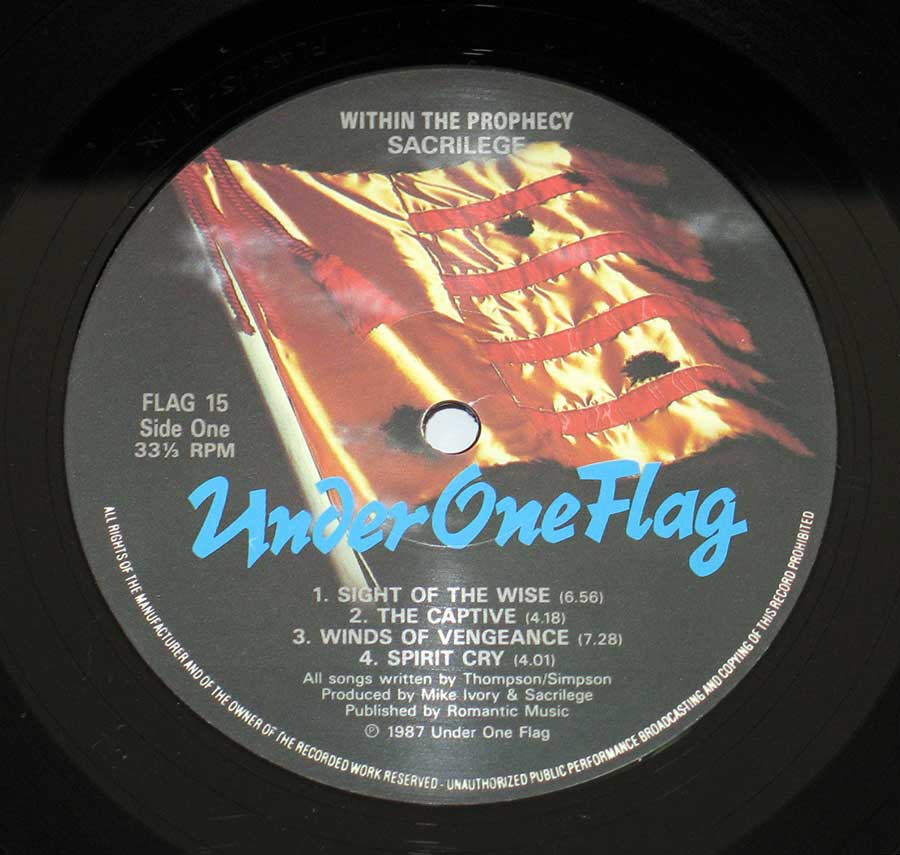 WITHIN THE PROPHECY
SACRILEGE
FLAG 15
Side One
33⅓ RPM
Under One Flag
1. SIGHT OF THE WISE (6.56)
2. THE CAPTIVE (4.18)
3. WINDS OF VENGEANCE (7.28)
4. SPIRIT CRY (4.01)
All songs written by Thompson/Simpson
Produced by Mike Ivory & Sacrilege
Published by Romantic Music
℗ 1987 Under One Flag
ALL RIGHTS OF THE MANUFACTURER AND OF THE OWNER OF THE RECORDED WORK RESERVED - UNAUTHORIZED PUBLIC PERFORMANCE BROADCASTING AND COPYING OF THIS RECORD PROHIBITED